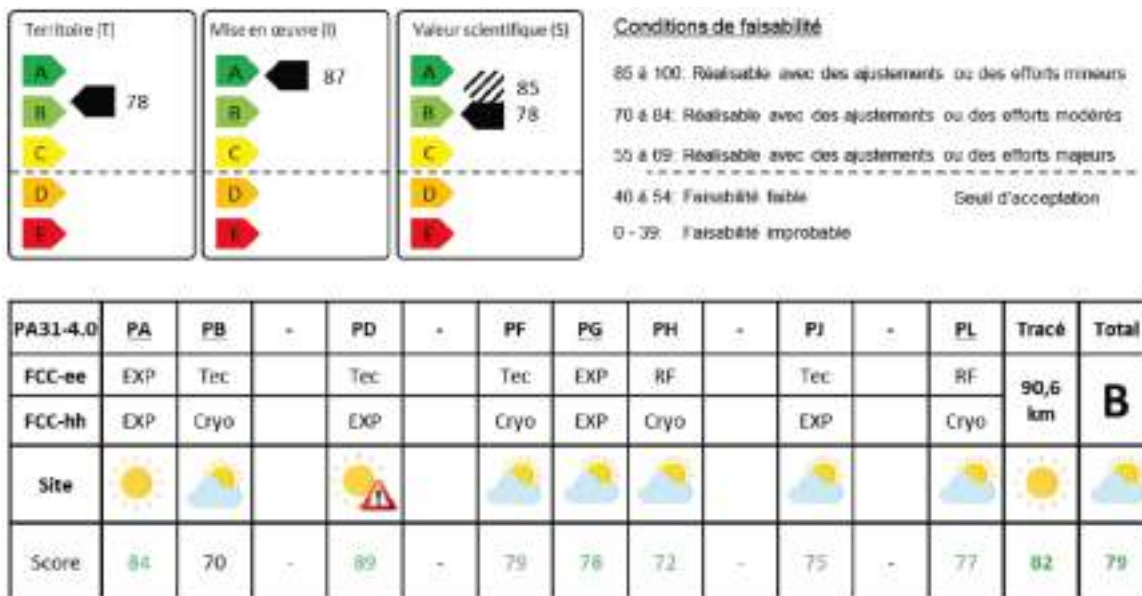 Territoire (T)
A
B
C
D
E
78
Mise en œuvre (I)
A
B
C
D
E
87
Valeur scientifique (S)
A
B
C
D
E
85
78
Conditions de faisabilité
85 à 100: Réalisable avec des ajustements ou des efforts mineurs
70 à 84: Réalisable avec des ajustements ou des efforts modérés
55 à 69: Réalisable avec des ajustements ou des efforts majeurs
40 à 54: Faisabilité faible Seuil d'acceptation
0 - 39: Faisabilité improbable
PA31-4.0 PA PB - PD - PF PG PH - PJ - PL Tracé Total
FCC-ee EXP Tec Tec Tec EXP RF Tec RF 90,6 km B
FCC-hh EXP Cryo EXP Cryo EXP Cryo EXP Cryo
Site
Score 84 70 - 89 - 79 78 72 - 75 - 77 82 79